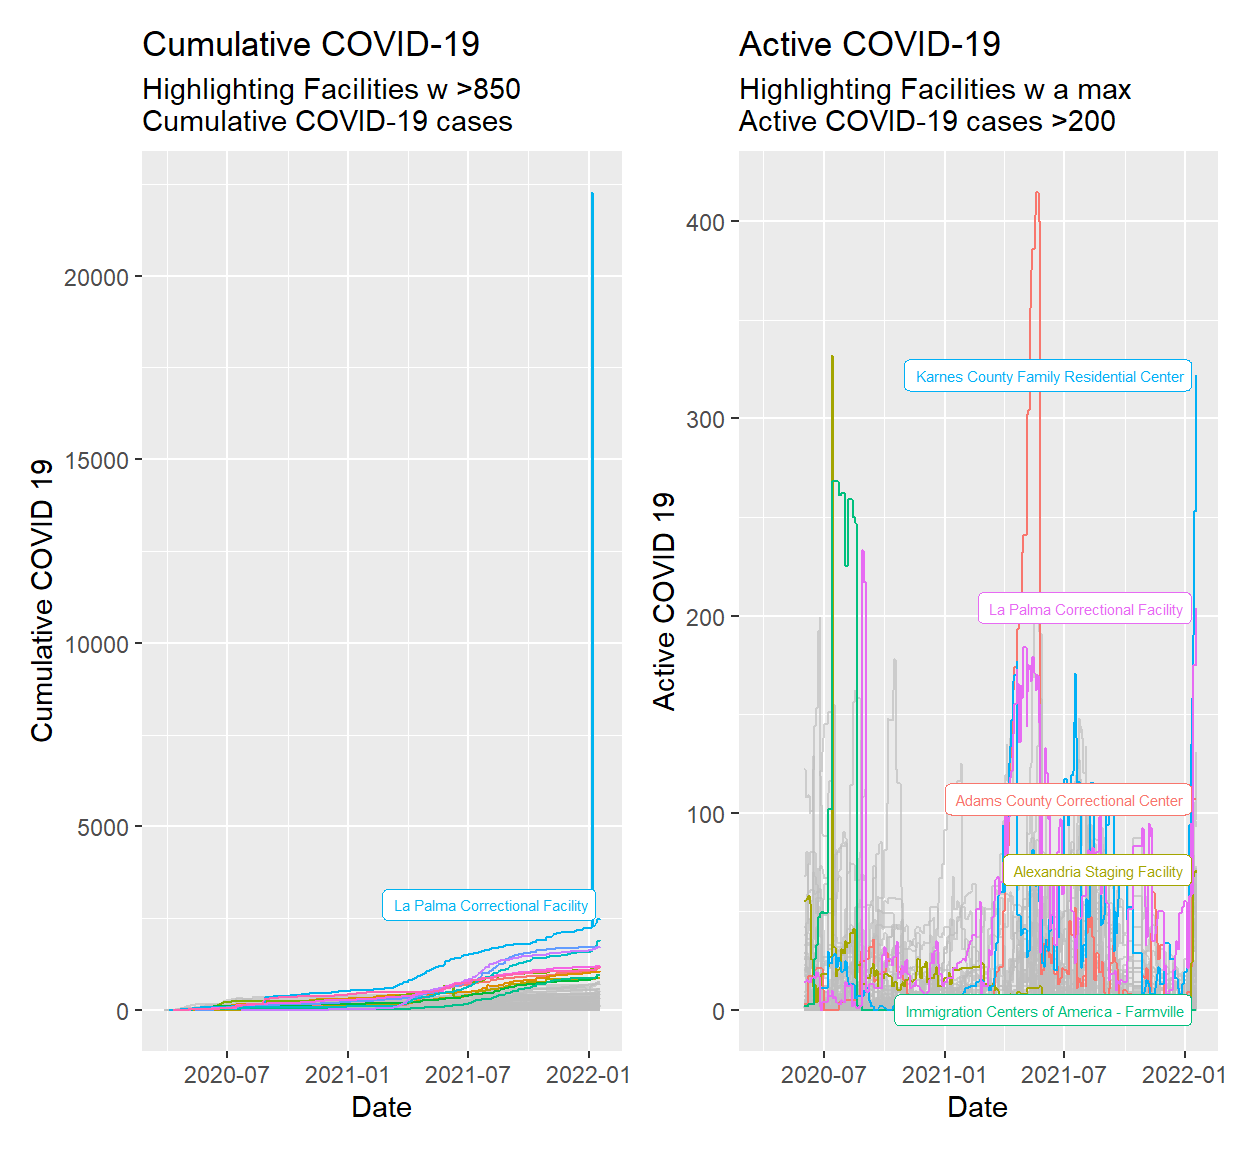 Cumulative COVID-19
Highlighting Facilities w >850
Cumulative COVID-19 cases
Cumulative COVID 19
20000
15000
10000
5000
0
La Palma Correctional Facility
2020-07
2021-01
2021-07
2022-01
Date
Active COVID-19
Highlighting Facilities w a max
Active COVID-19 cases >200
Active COVID 19
400
300
200
100
0
Karnes County Family Residential Center
La Palma Correctional Facility
Adams County Correctional Center
Alexandria Staging Facility
Immigration Centers of America - Farmville
2020-07
2021-01
2021-07
2022-01
Date